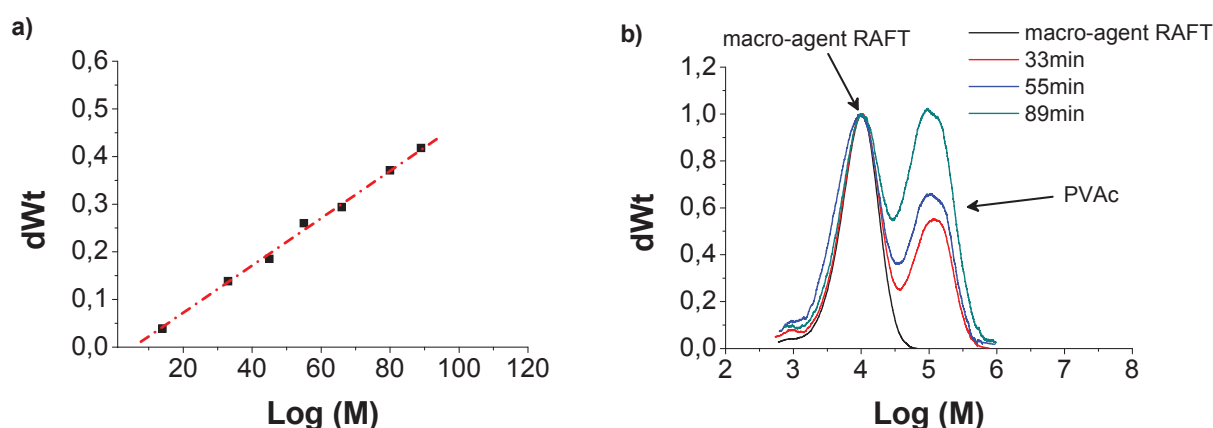 a)
0,6
0,5
0,4
0,3
0,2
0,1
0,0
dWt
20 40 60 80 100 120
Log (M)
b)
macro-agent RAFT
macro-agent RAFT
33min
55min
89min
1,2
1,0
0,8
0,6
0,4
0,2
0,0
dWt
PVAc
2 3 4 5 6 7 8
Log (M)